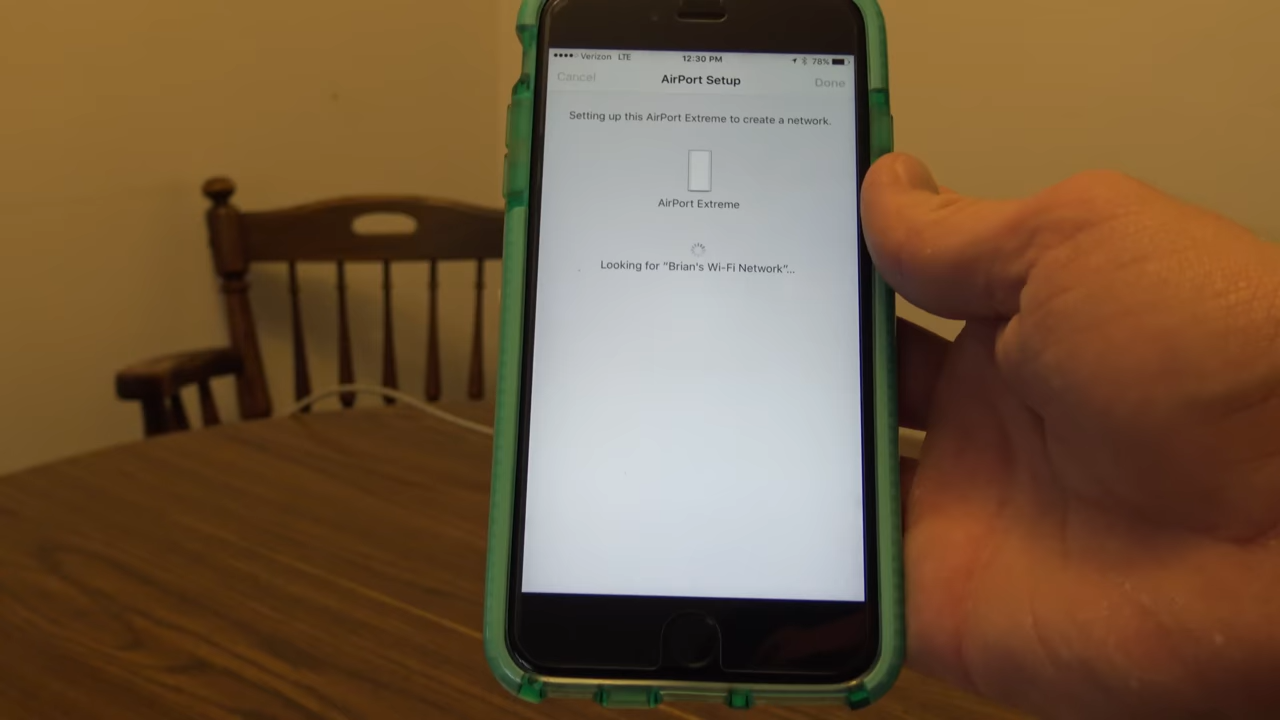 Verizon LTE 12:30 PM 78%
Cancel AirPort Setup Done
Setting up this AirPort Extreme to create a network.
AirPort Extreme
Looking for "Brian's Wi-Fi Network"...